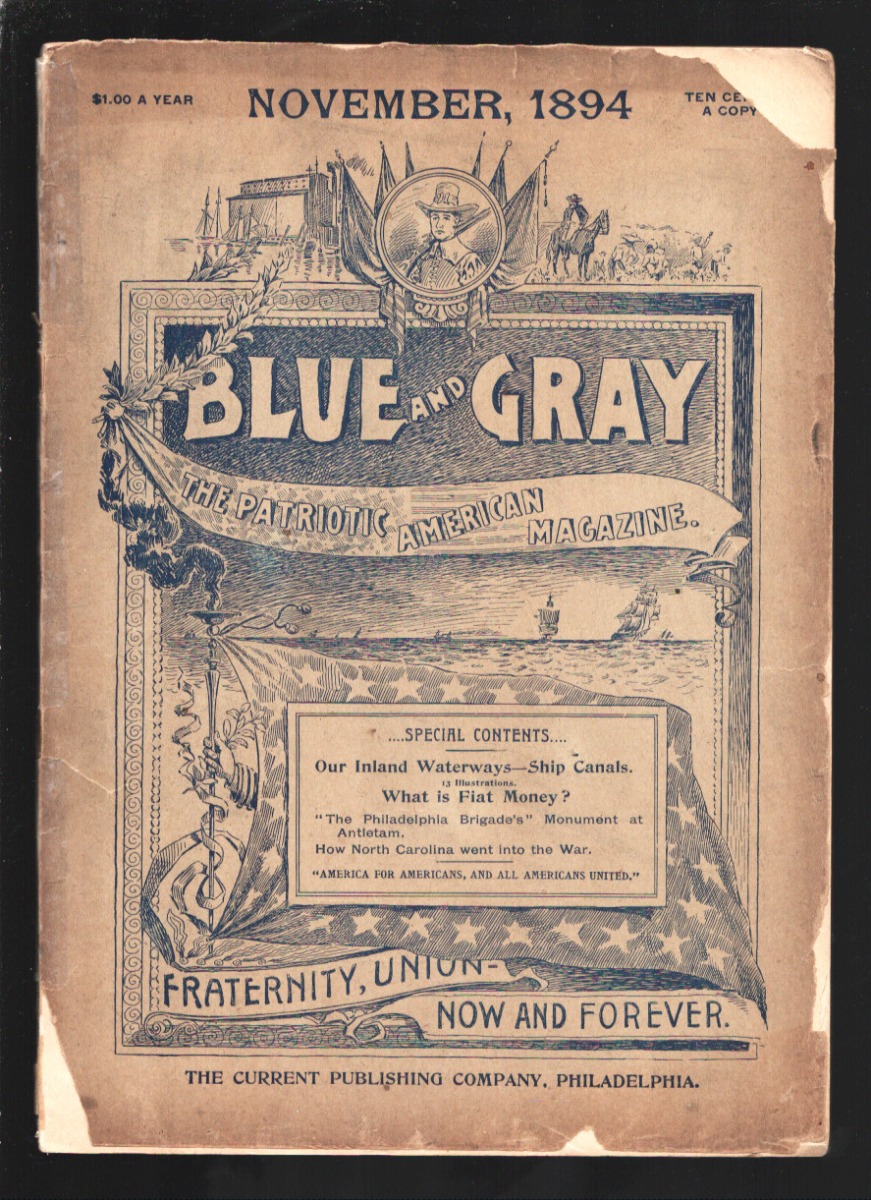 $1.00 A YEAR
NOVEMBER, 1894
TEN
A COPY
BLUE AND GRAY
THE PATRIOTIC AMERICAN MAGAZINE.
....SPECIAL CONTENTS....
Our Inland Waterways—Ship Canals.
13 Illustrations.
What is Fiat Money?
"The Philadelphia Brigade's" Monument at
Antietam.
How North Carolina went into the War.
"AMERICA FOR AMERICANS, AND ALL AMERICANS UNITED."
FRATERNITY, UNION-
NOW AND FOREVER.
THE CURRENT PUBLISHING COMPANY, PHILADELPHIA.